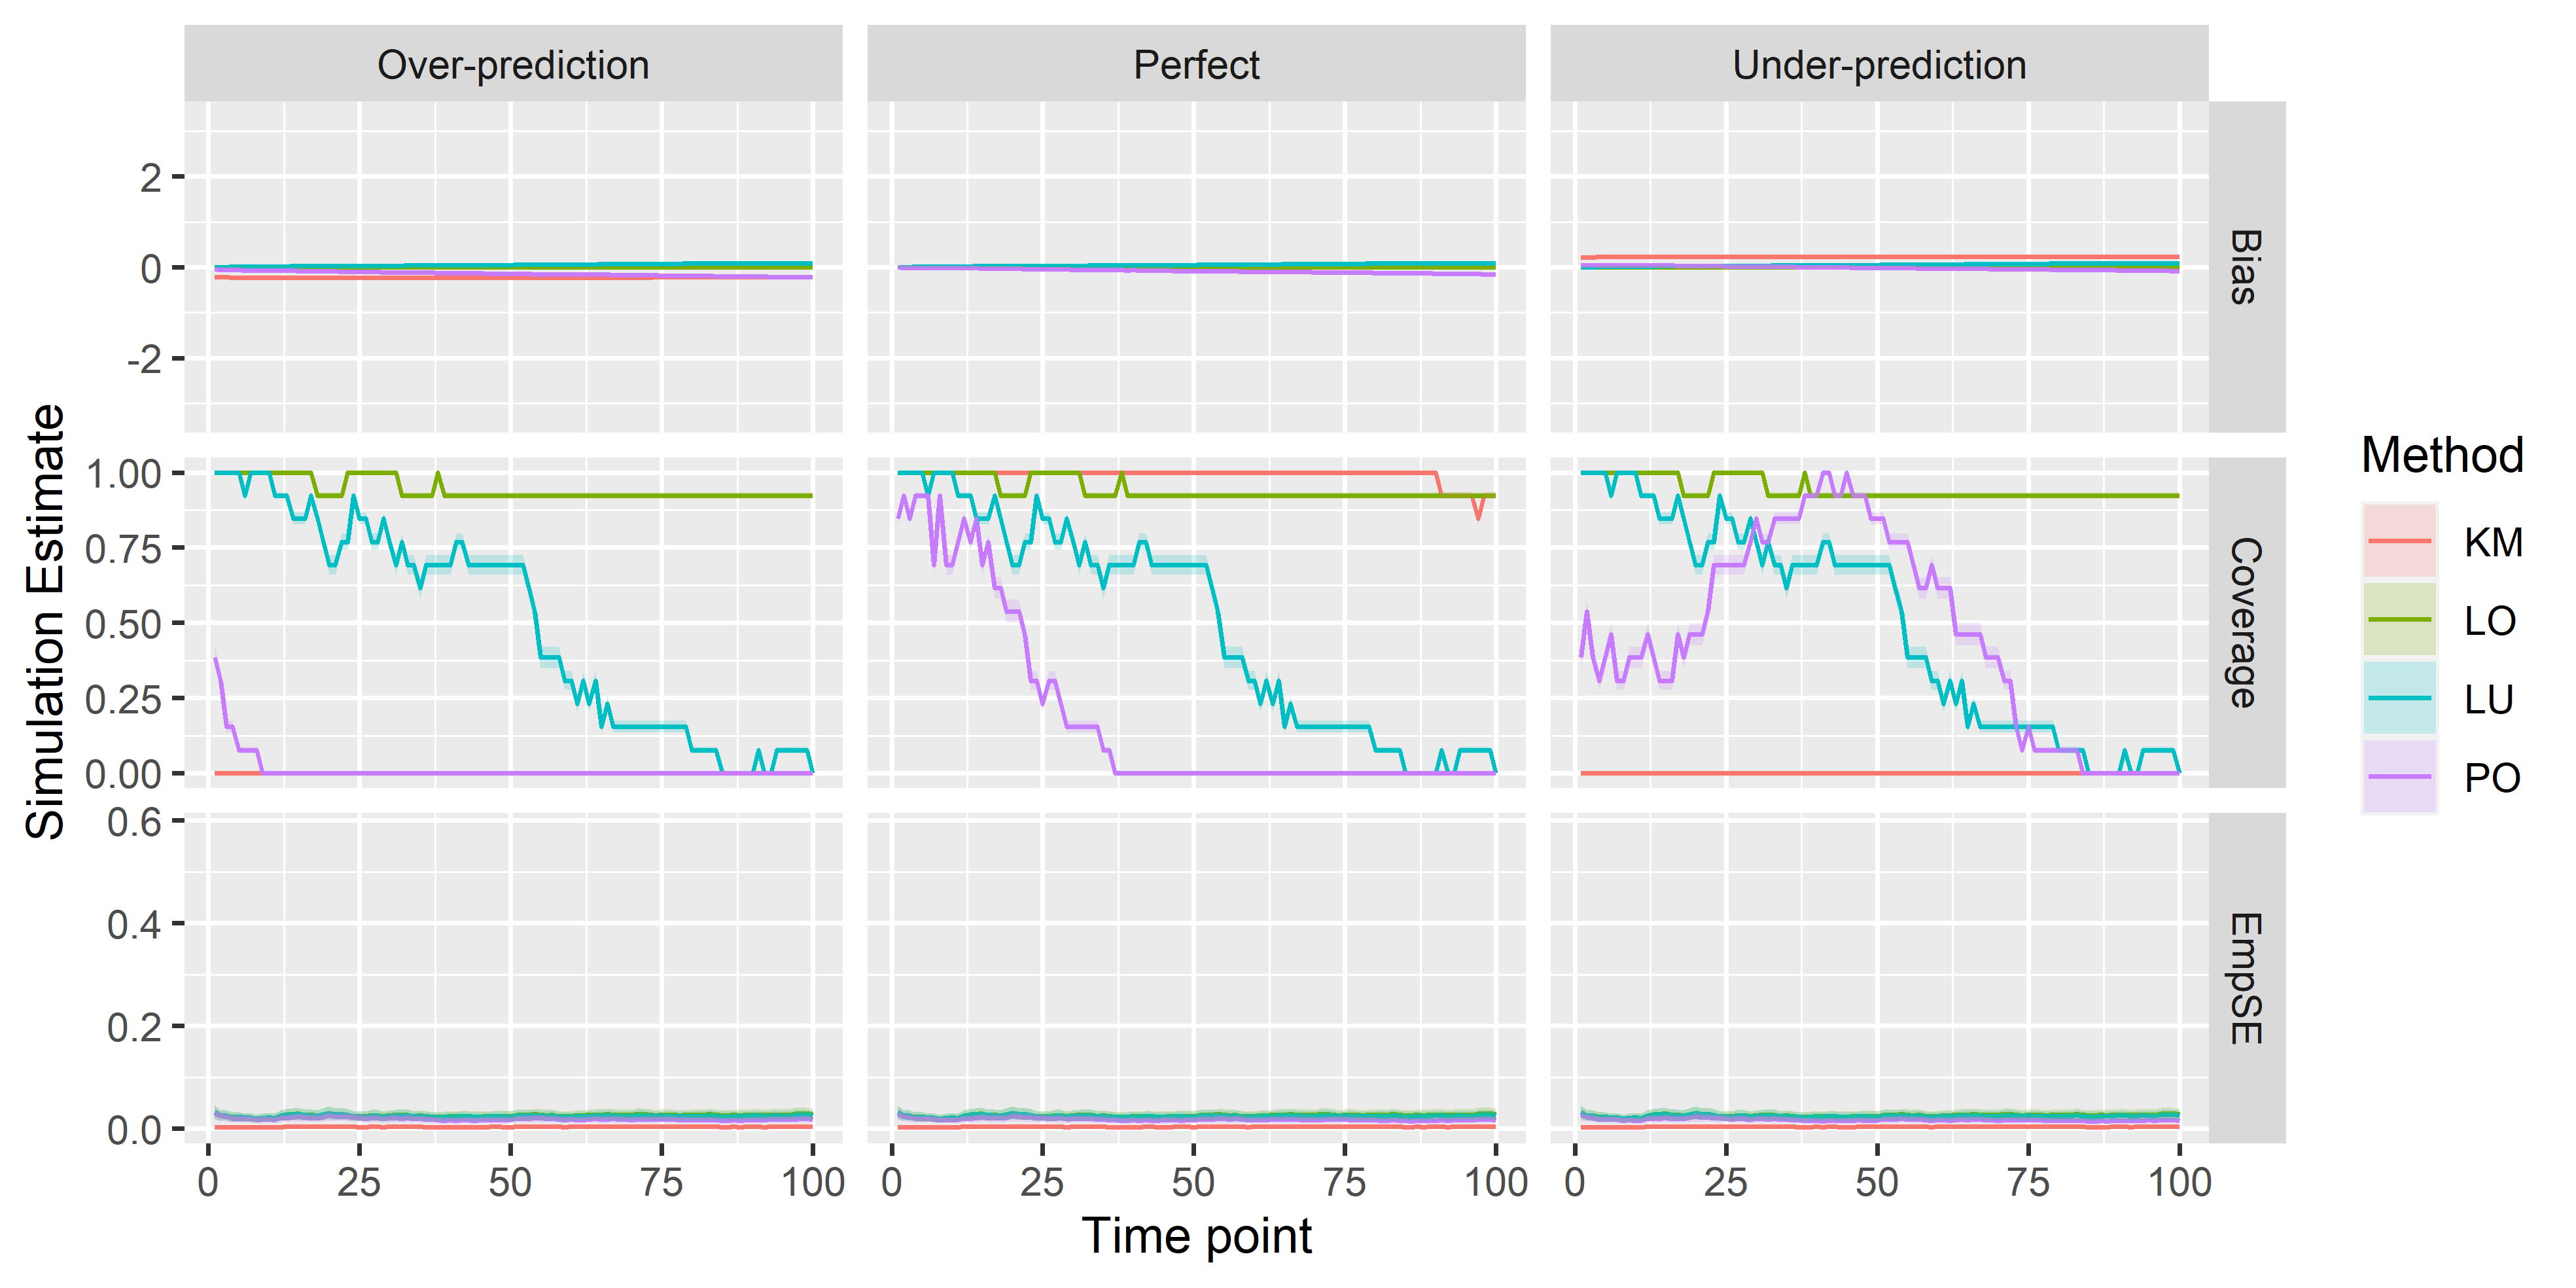 Over-prediction
Perfect
Under-prediction
2
0
-2
Bias
1.00
0.75
0.50
0.25
0.00
Coverage
0.6
0.4
0.2
0.0
EmpSE
0 25 50 75 100
0 25 50 75 100
0 25 50 75 100
Time point
Simulation Estimate
Method
KM
LO
LU
PO